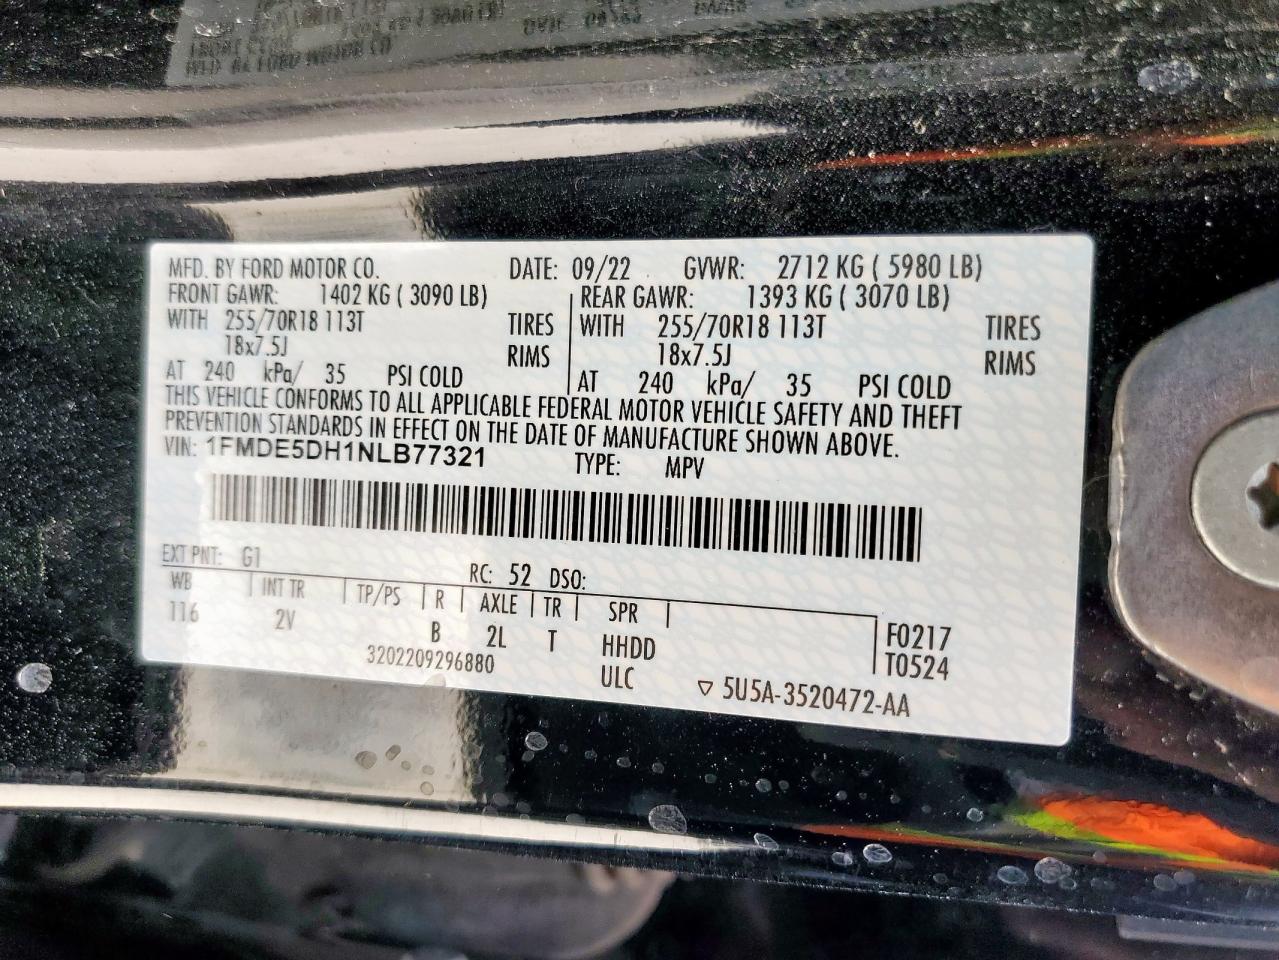 MFD. BY FORD MOTOR CO. DATE: 09/22 GVWR: 2712 KG ( 5980 LB)
FRONT GAWR: 1402 KG ( 3090 LB) REAR GAWR: 1393 KG ( 3070 LB)
WITH 255/70R18 113T TIRES WITH 255/70R18 113T TIRES
18x7.5J RIMS 18x7.5J RIMS
AT 240 kPa/ 35 PSI COLD AT 240 kPa/ 35 PSI COLD
THIS VEHICLE CONFORMS TO ALL APPLICABLE FEDERAL MOTOR VEHICLE SAFETY AND THEFT
PREVENTION STANDARDS IN EFFECT ON THE DATE OF MANUFACTURE SHOWN ABOVE.
VIN: 1FMDE5DH1NLB77321 TYPE: MPV
EXT PNT: G1 RC: 52 DSO:
WB INT TR TP/PS R AXLE TR SPR
116 2V B 2L T HHDD F0217
ULC T0524
3202209296880 ▽ 5U5A-3520472-AA